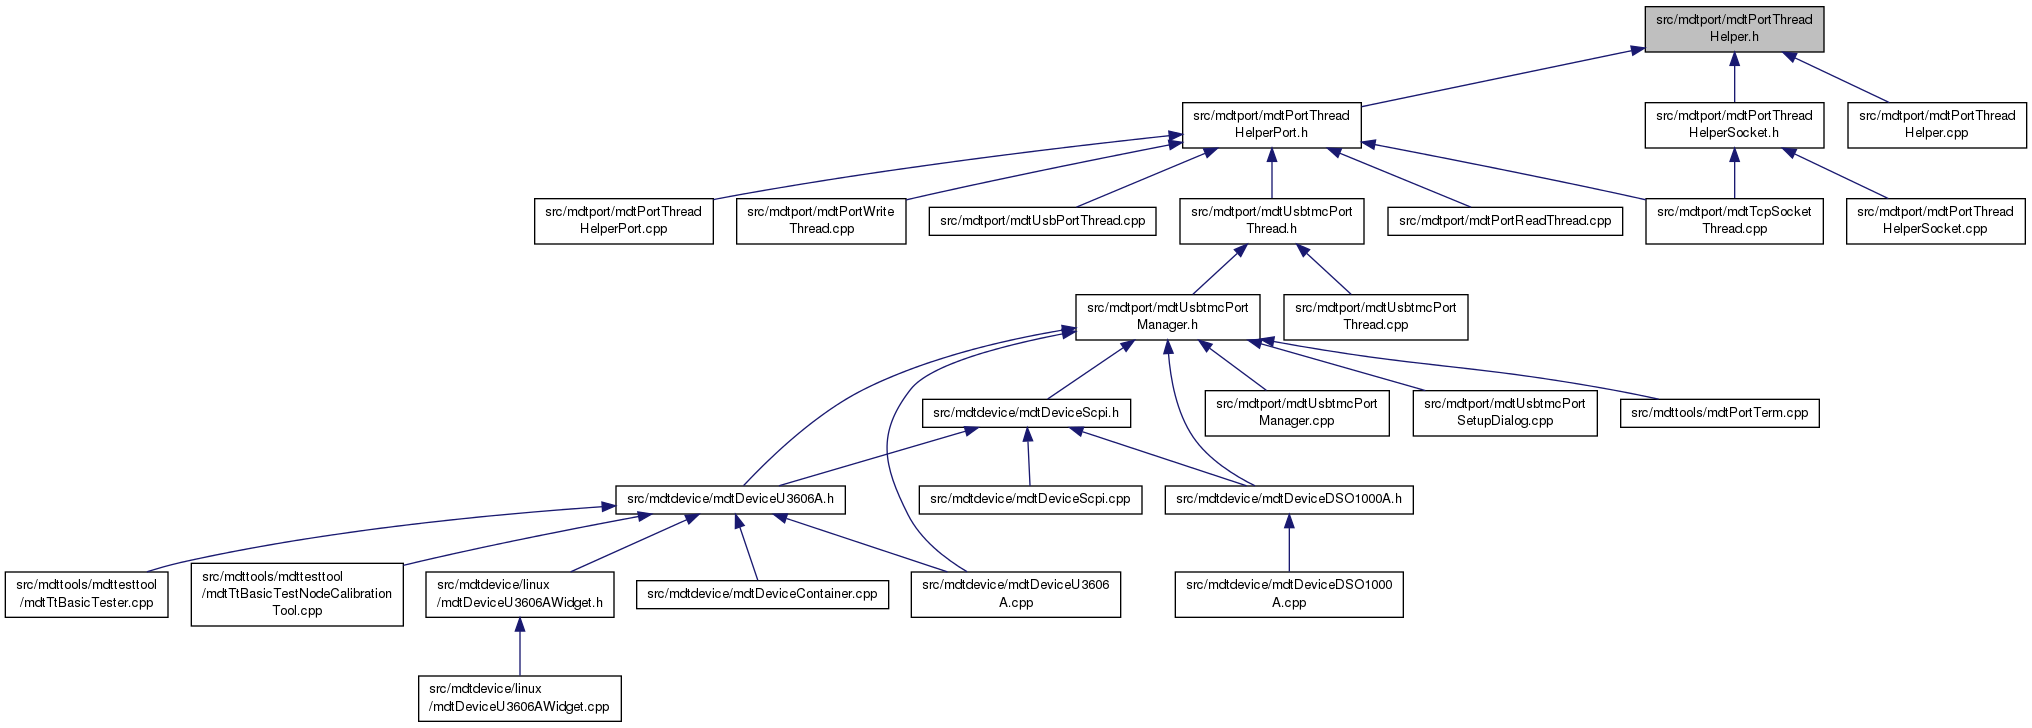 src/mdtport/mdtPortThread
Helper.h
src/mdtport/mdtPortThread
HelperPort.h
src/mdtport/mdtPortThread
HelperSocket.h
src/mdtport/mdtPortThread
Helper.cpp
src/mdtport/mdtPortThread
HelperPort.cpp
src/mdtport/mdtPortWrite
Thread.cpp
src/mdtport/mdtUsbPortThread.cpp
src/mdtport/mdtUsbtmcPort
Thread.h
src/mdtport/mdtPortReadThread.cpp
src/mdtport/mdtTcpSocket
Thread.cpp
src/mdtport/mdtPortThread
HelperSocket.cpp
src/mdtport/mdtUsbtmcPort
Manager.h
src/mdtport/mdtUsbtmcPort
Thread.cpp
src/mdtdevice/mdtDeviceScpi.h
src/mdtport/mdtUsbtmcPort
Manager.cpp
src/mdtport/mdtUsbtmcPort
SetupDialog.cpp
src/mdttools/mdtPortTerm.cpp
src/mdtdevice/mdtDeviceU3606A.h
src/mdtdevice/mdtDeviceScpi.cpp
src/mdtdevice/mdtDeviceDSO1000A.h
src/mdttools/mdttesttool
/mdtTtBasicTester.cpp
src/mdttools/mdttesttool
/mdtTtBasicTestNodeCalibration
Tool.cpp
src/mdtdevice/linux
/mdtDeviceU3606AWidget.h
src/mdtdevice/mdtDeviceContainer.cpp
src/mdtdevice/mdtDeviceU3606
A.cpp
src/mdtdevice/mdtDeviceDSO1000
A.cpp
src/mdtdevice/linux
/mdtDeviceU3606AWidget.cpp